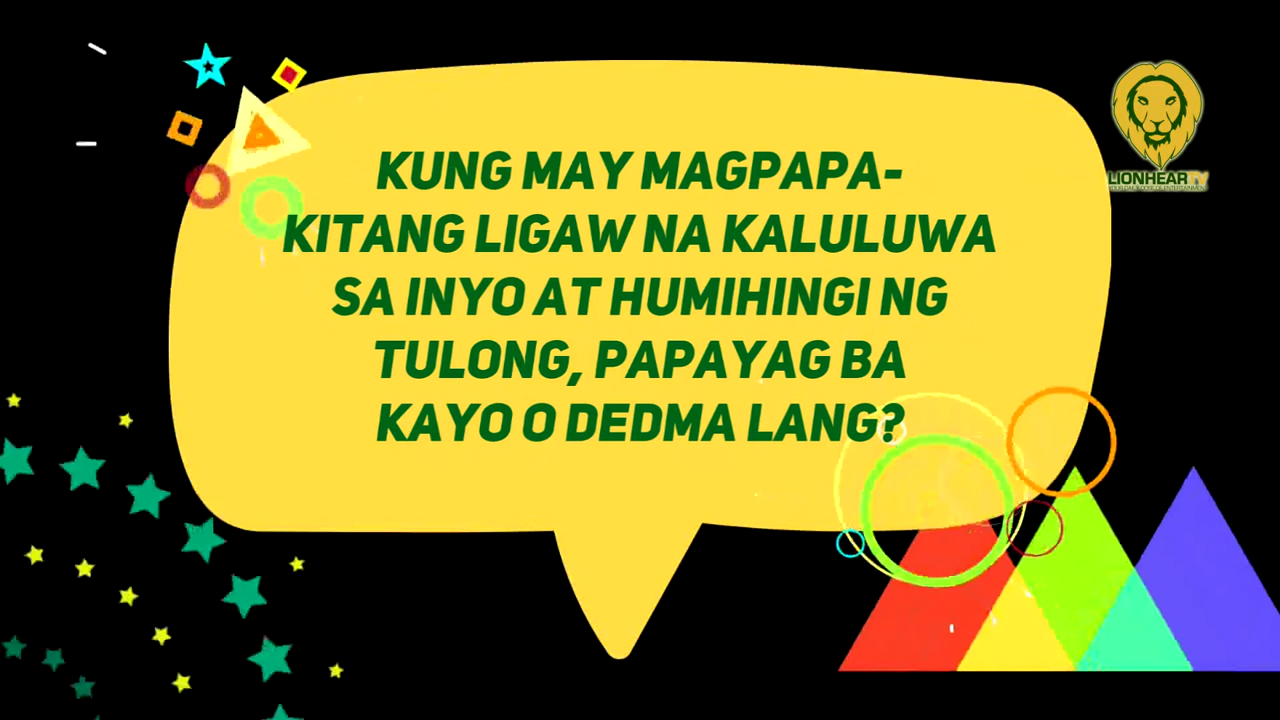 KUNG MAY MAGPAPA-
KITANG LIGAW NA KALULUWA
SA INYO AT HUMIHINGI NG
TULONG, PAPAYAG BA
KAYO O DEDMA LANG?
LIONHEARTV